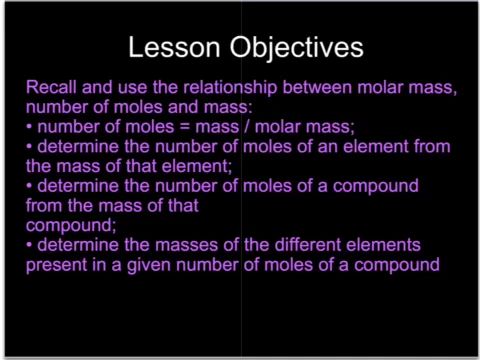 Lesson Objectives
Recall and use the relationship between molar mass,
number of moles and mass:
• number of moles = mass / molar mass;
• determine the number of moles of an element from
the mass of that element;
• determine the number of moles of a compound
from the mass of that
compound;
• determine the masses of the different elements
present in a given number of moles of a compound